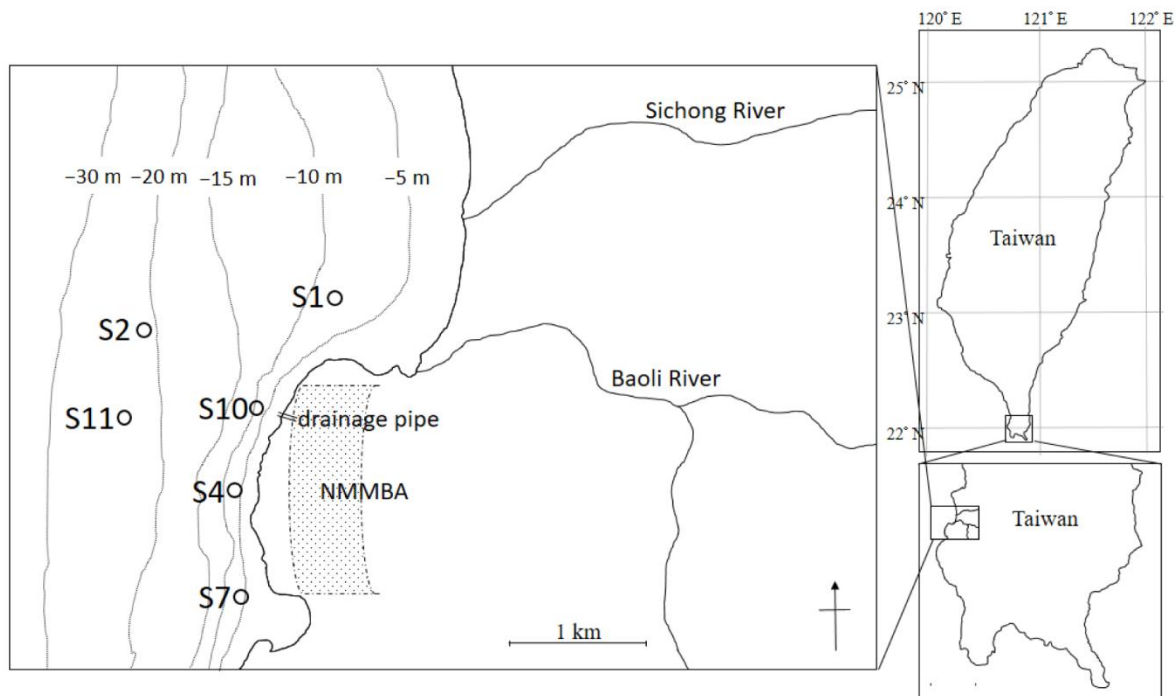 120° E
121° E
122° E
25° N
24° N
23° N
22° N
Taiwan
Sichong River
−30 m
−20 m
−15 m
−10 m
−5 m
S1
S2
Baoli River
S10
S11
drainage pipe
S4
NMMBA
S7
1 km
Taiwan